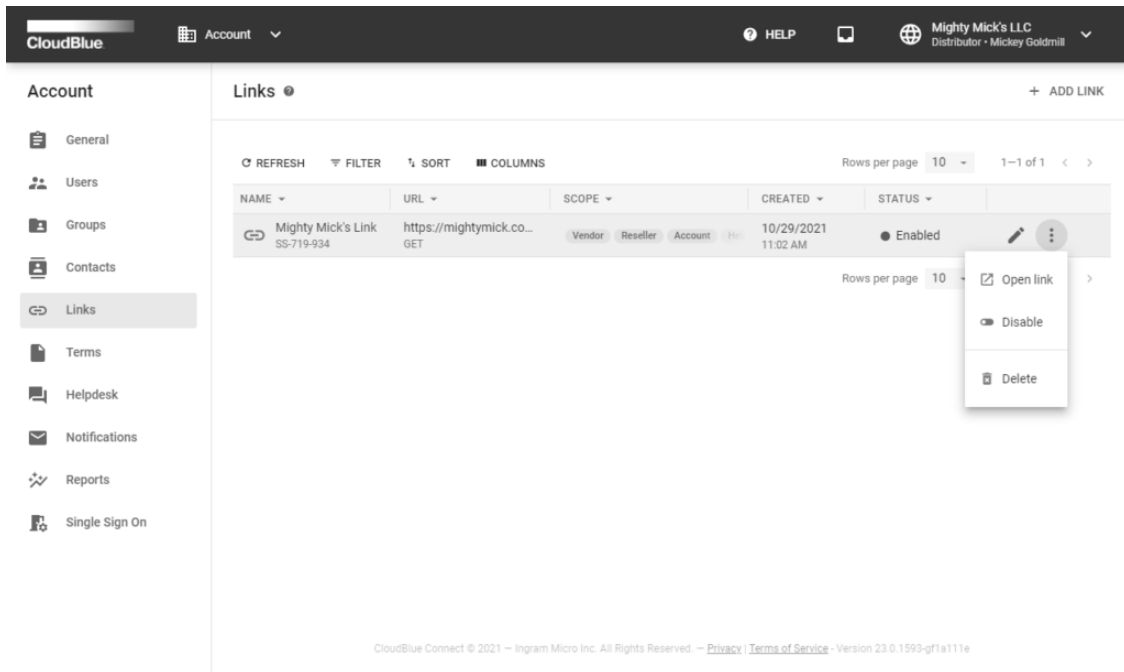 CloudBlue
Account
HELP
Mighty Mick's LLC
Distributor • Mickey Goldmill
Account
General
Users
Groups
Contacts
Links
Terms
Helpdesk
Notifications
Reports
Single Sign On
Links
+ ADD LINK
REFRESH FILTER SORT COLUMNS
Rows per page 10 1—1 of 1
NAME URL SCOPE CREATED STATUS
Mighty Mick's Link https://mightymick.co... Vendor Reseller Account 10/29/2021 Enabled
SS-719-934 GET 11:02 AM
Rows per page 10
Open link
Disable
Delete
CloudBlue Connect © 2021 — Ingram Micro Inc. All Rights Reserved. — Privacy | Terms of Service - Version 23.0.1593-gf1a111e